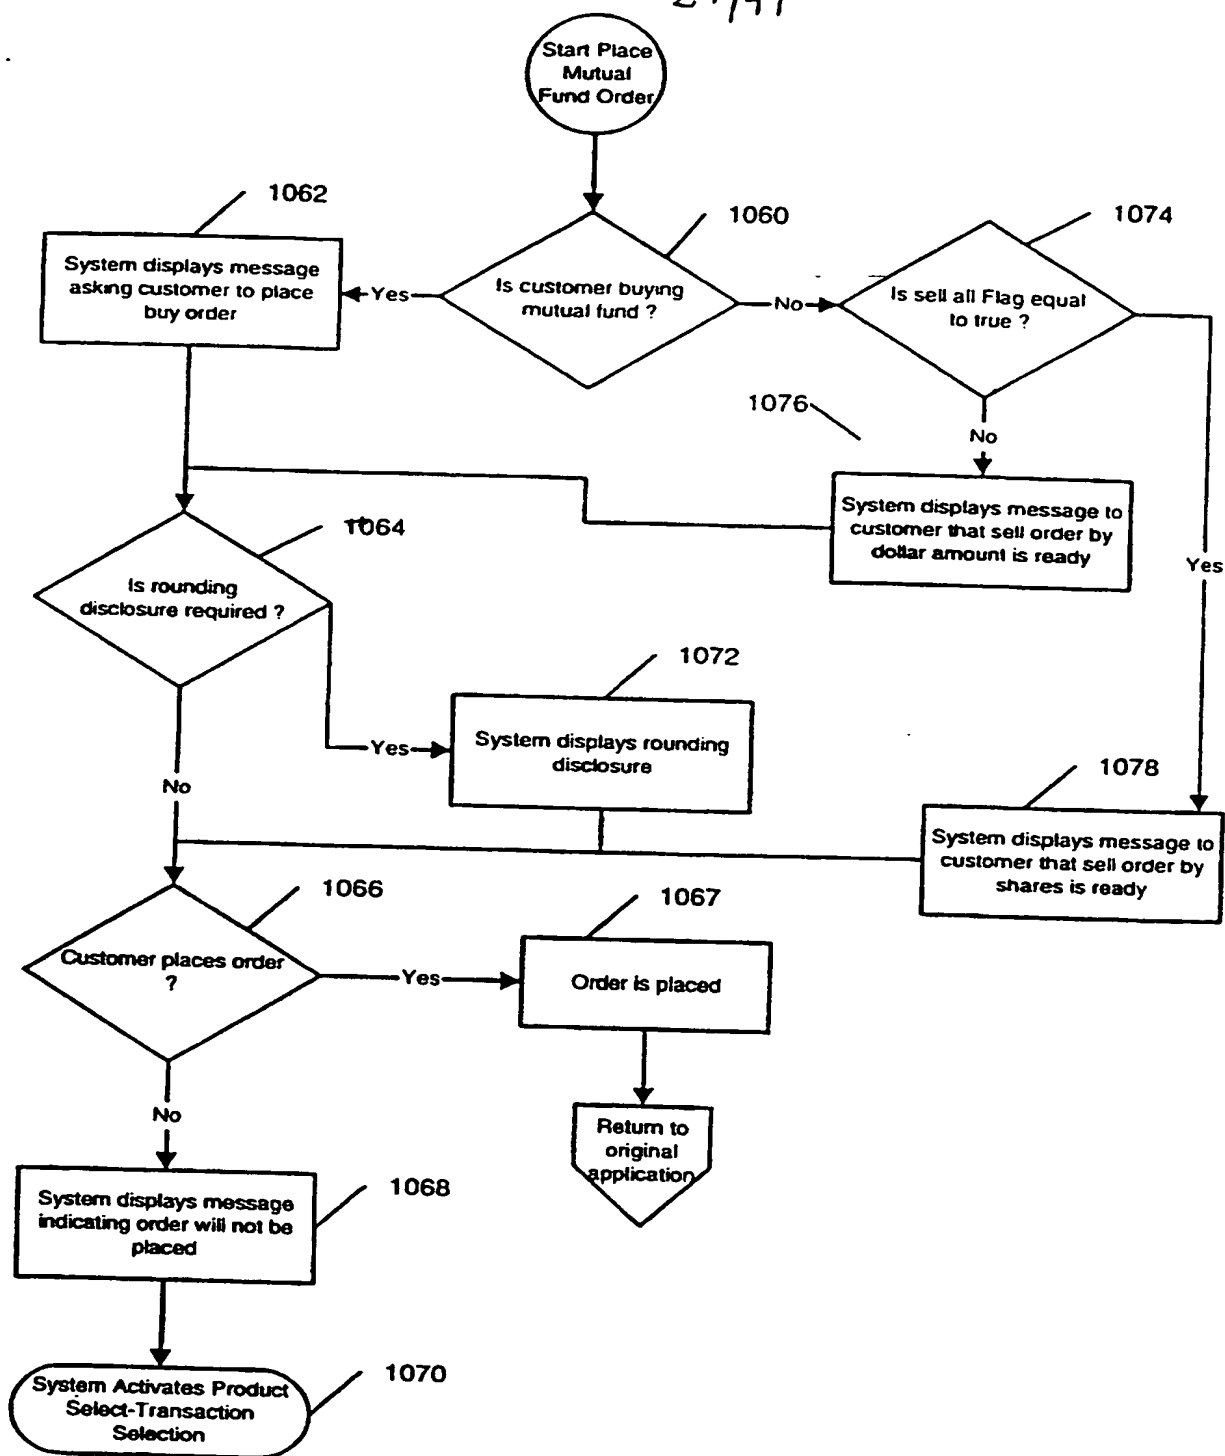 Start Place
Mutual
Fund Order
1062
1060
1074
System displays message
asking customer to place
buy order
Yes
Is customer buying
mutual fund ?
No
Is sell all Flag equal
to true ?
1076
No
System displays message to
customer that sell order by
dollar amount is ready
Yes
1064
Is rounding
disclosure required ?
1072
Yes
System displays rounding
disclosure
No
1078
System displays message to
customer that sell order by
shares is ready
1066
1067
Customer places order
?
Yes
Order is placed
No
Return to
original
application
1068
System displays message
indicating order will not be
placed
1070
System Activates Product
Select-Transaction
Selection